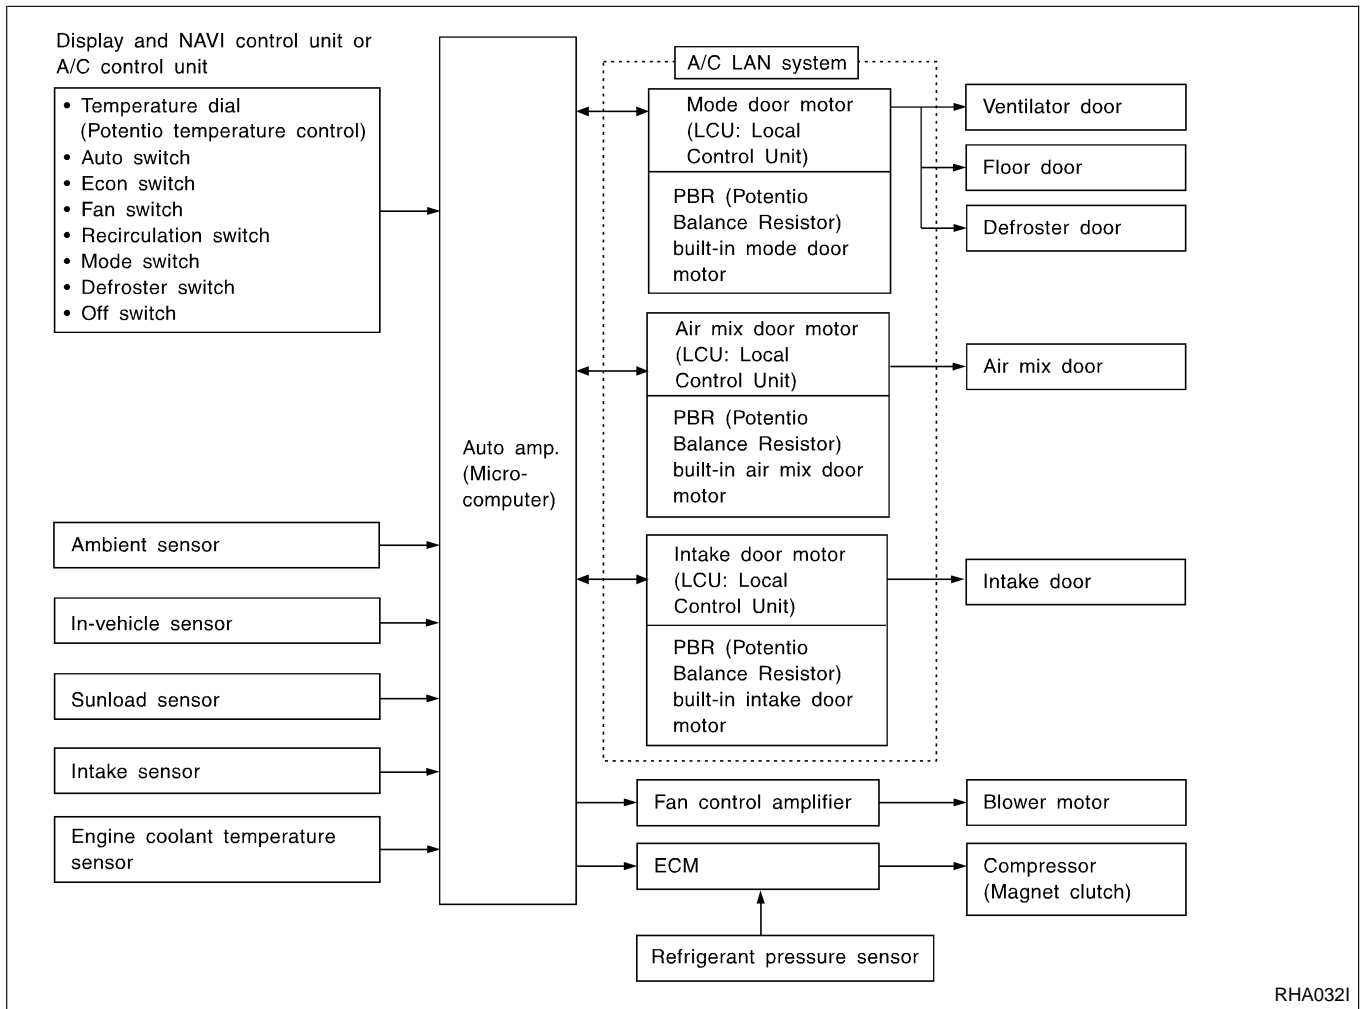 Display and NAVI control unit or
A/C control unit
• Temperature dial
(Potentio temperature control)
• Auto switch
• Econ switch
• Fan switch
• Recirculation switch
• Mode switch
• Defroster switch
• Off switch
Ambient sensor
In-vehicle sensor
Sunload sensor
Intake sensor
Engine coolant temperature
sensor
Auto amp.
(Micro-
computer)
A/C LAN system
Mode door motor
(LCU: Local
Control Unit)
PBR (Potentio
Balance Resistor)
built-in mode door
motor
Air mix door motor
(LCU: Local
Control Unit)
PBR (Potentio
Balance Resistor)
built-in air mix door
motor
Intake door motor
(LCU: Local
Control Unit)
PBR (Potentio
Balance Resistor)
built-in intake door
motor
Fan control amplifier
ECM
Refrigerant pressure sensor
Ventilator door
Floor door
Defroster door
Air mix door
Intake door
Blower motor
Compressor
(Magnet clutch)
RHA032I